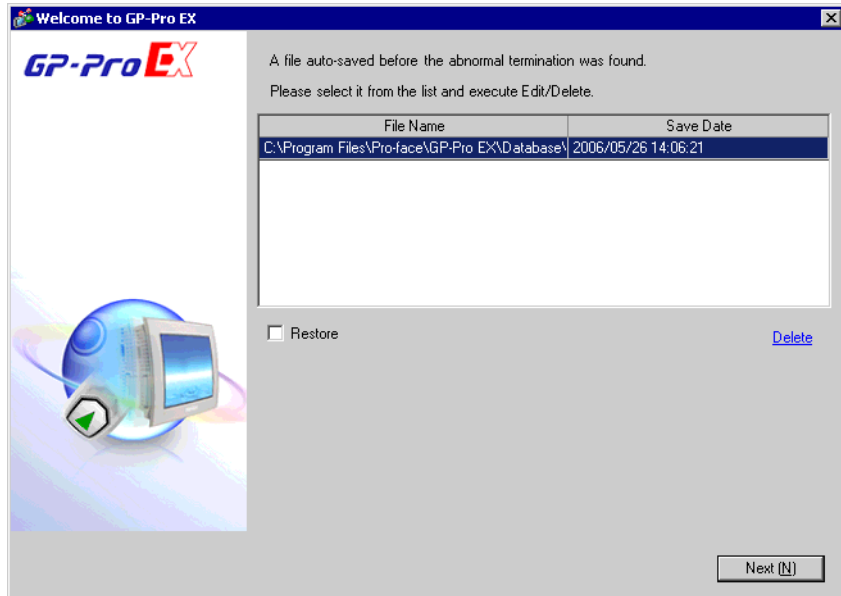 Welcome to GP-Pro EX
GP-Pro EX
A file auto-saved before the abnormal termination was found.
Please select it from the list and execute Edit/Delete.
File Name Save Date
C:\Program Files\Pro-face\GP-Pro EX\Database\ 2006/05/26 14:06:21
Restore
Delete
Next (N)